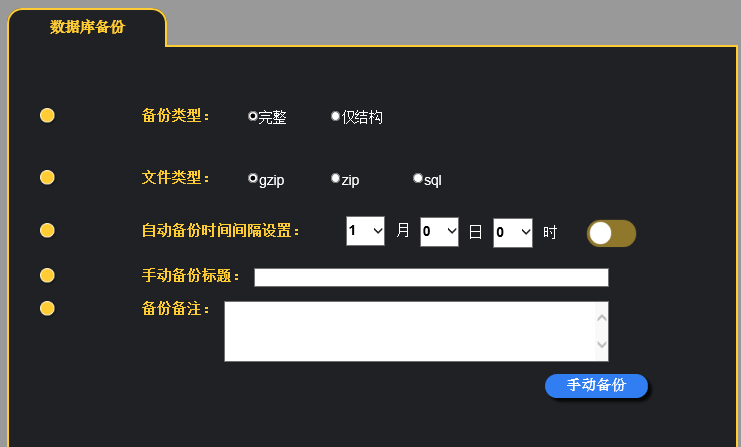 数据库备份
备份类型： 完整 仅结构
文件类型： gzip zip sql
自动备份时间间隔设置： 1 月 0 日 0 时
手动备份标题：
备份备注：
手动备份